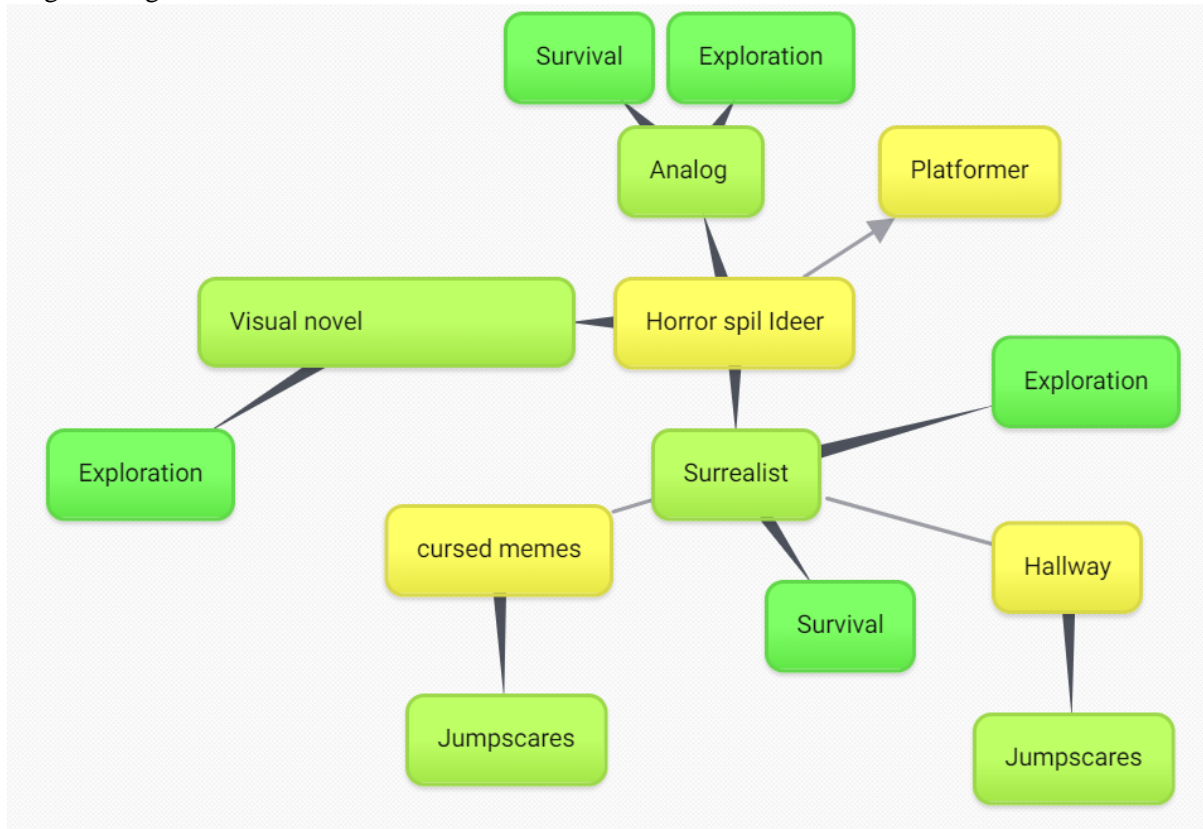 Survival
Exploration
Analog
Platformer
Visual novel
Horror spil Ideer
Exploration
Exploration
Surrealist
cursed memes
Hallway
Survival
Jumpscares
Jumpscares